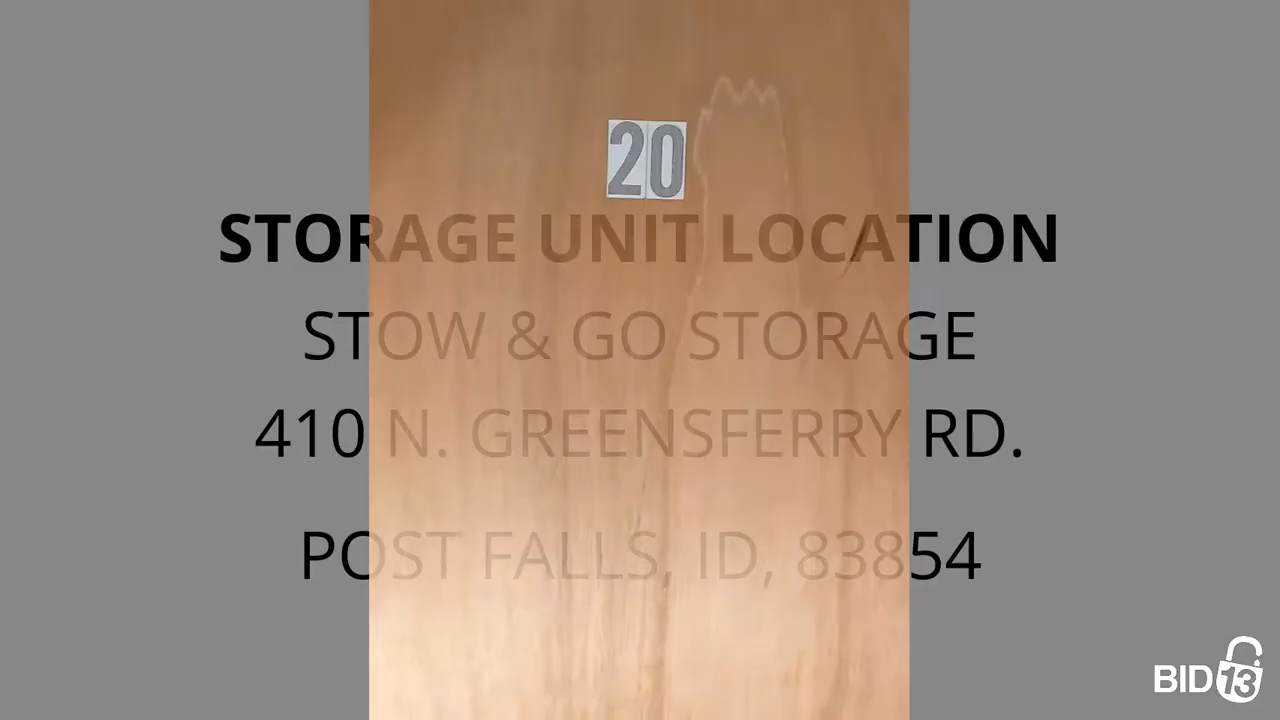 20
STORAGE UNIT LOCATION
STOW & GO STORAGE
410 N. GREENSFERRY RD.
POST FALLS, ID, 83854
BID13